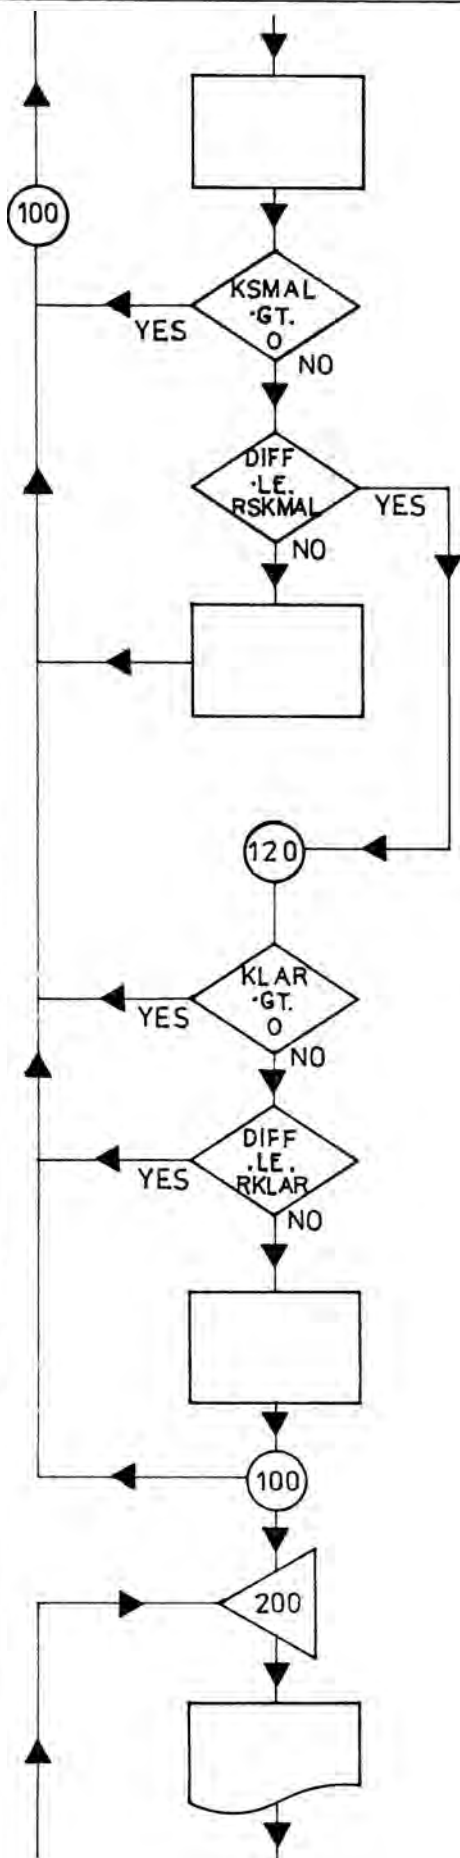 100
KSMAL
.GT.
0
YES
NO
DIFF
.LE.
RSKMAL
YES
NO
120
KLAR
.GT.
0
YES
NO
DIFF
.LE.
RKLAR
YES
NO
100
200